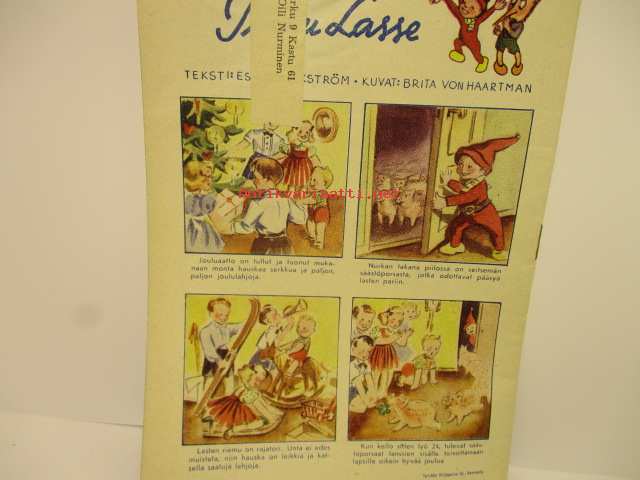 Lasse
rku 9 Kastu 61
Olli Nurminen
TEKSTI: ES STRÖM • KUVAT: BRITA VON HAARTMAN
antikvariaatti.net
Jouluaatto on tullut ja tuonut muka-
naan monta hauskaa serkkua ja paljon,
paljon joululahjoja.
Nurkan takana piilossa on seitsemän
säästöporsasta, jotka odottavat pääsyä
lasten pariin.
Lasten riemu on rajaton. Unta ei edes
muisteta, niin hauska on leikkiä ja kat-
sella saatuja lahjoja.
Kun kello sitten lyö 24, tulevat sääs-
töporsaat tanssien sisälle toivottamaan
lapsille oikein hyvää joulua